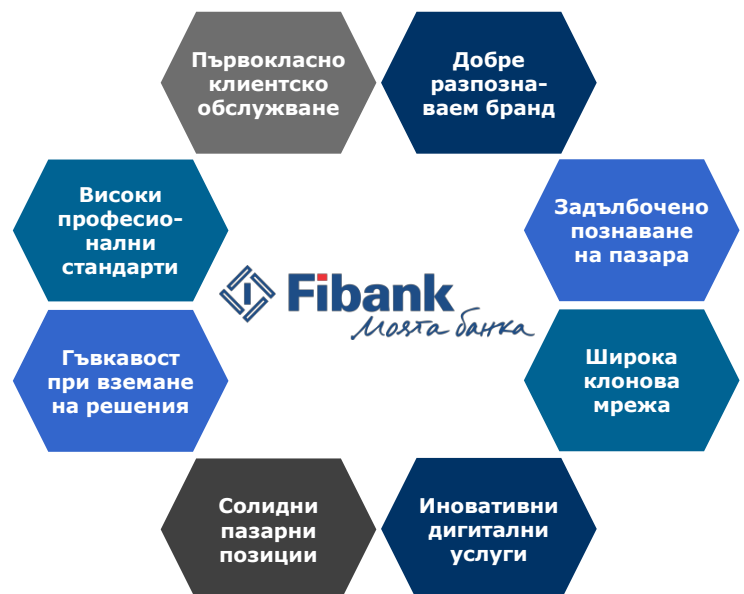 Първокласно
клиентско
обслужване
Добре
разпозна-
ваем бранд
Високи
професио-
нални
стандарти
Задълбочено
познаване
на пазара
Fibank
Моята банка
Гъвкавост
при вземане
на решения
Широка
клонова
мрежа
Солидни
пазарни
позиции
Иновативни
дигитални
услуги